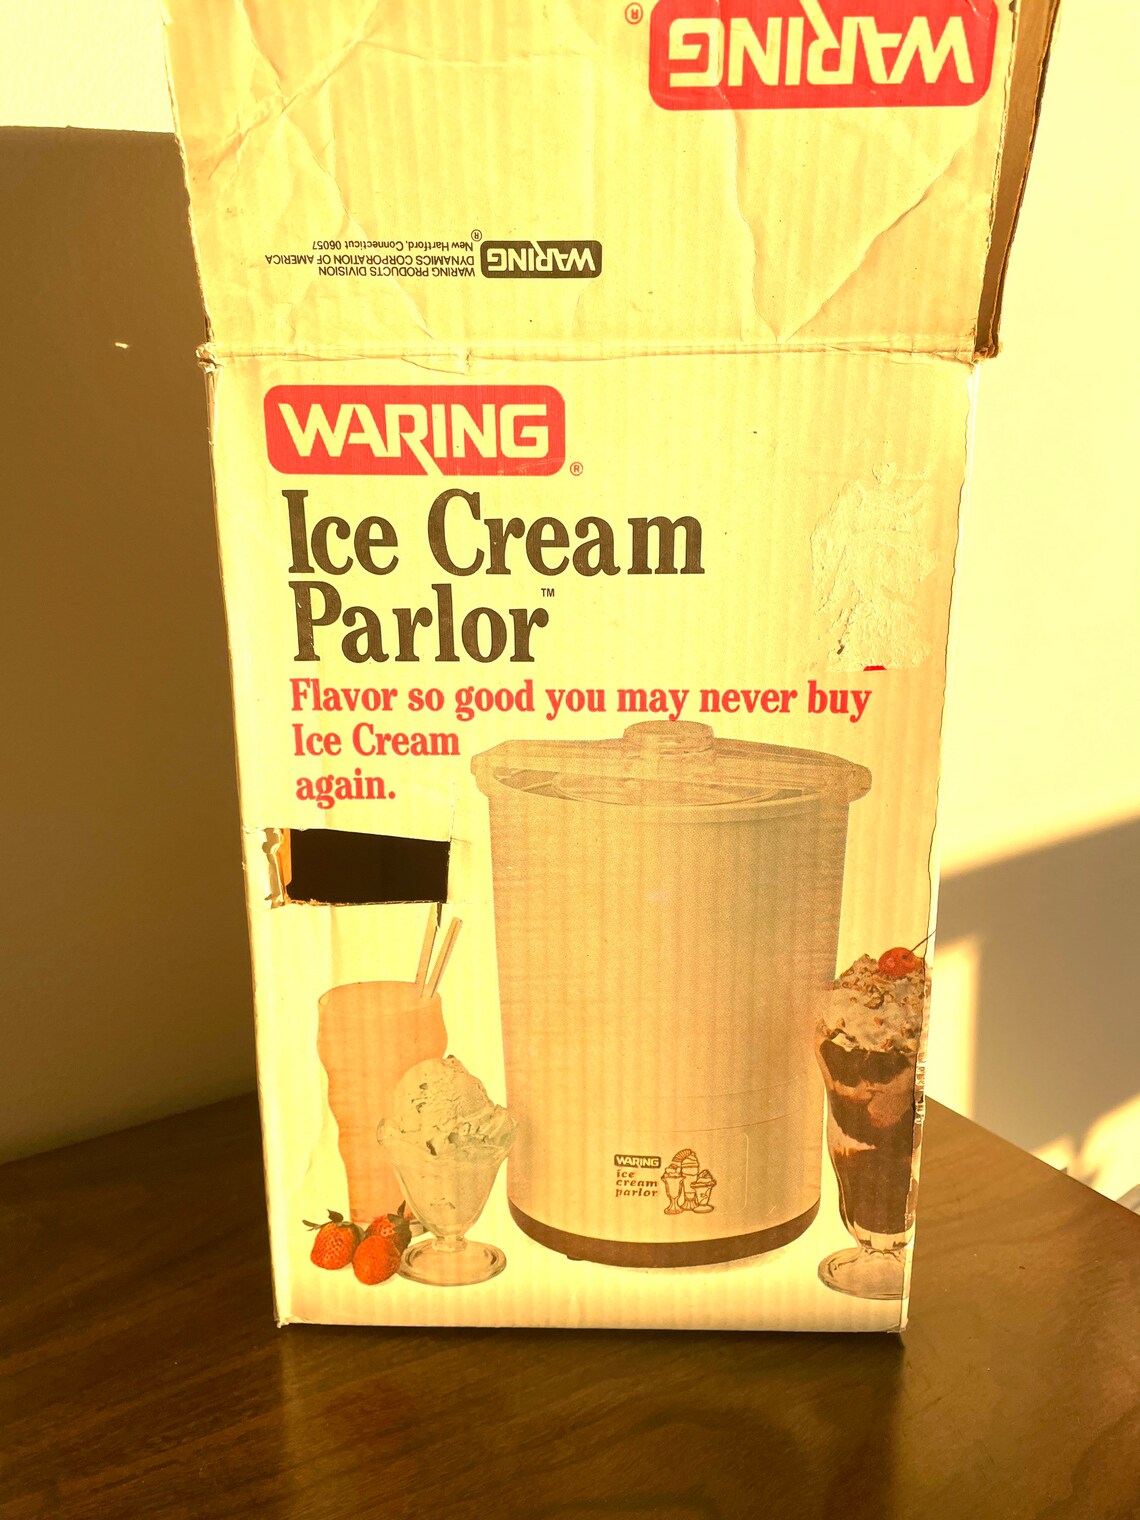 WARING®
WARING®
WARING PRODUCTS DIVISION
DYNAMICS CORPORATION OF AMERICA
New Hartford, Connecticut 06057
WARING®
Ice Cream
Parlor™
Flavor so good you may never buy
Ice Cream
again.
WARING
ice
cream
parlor